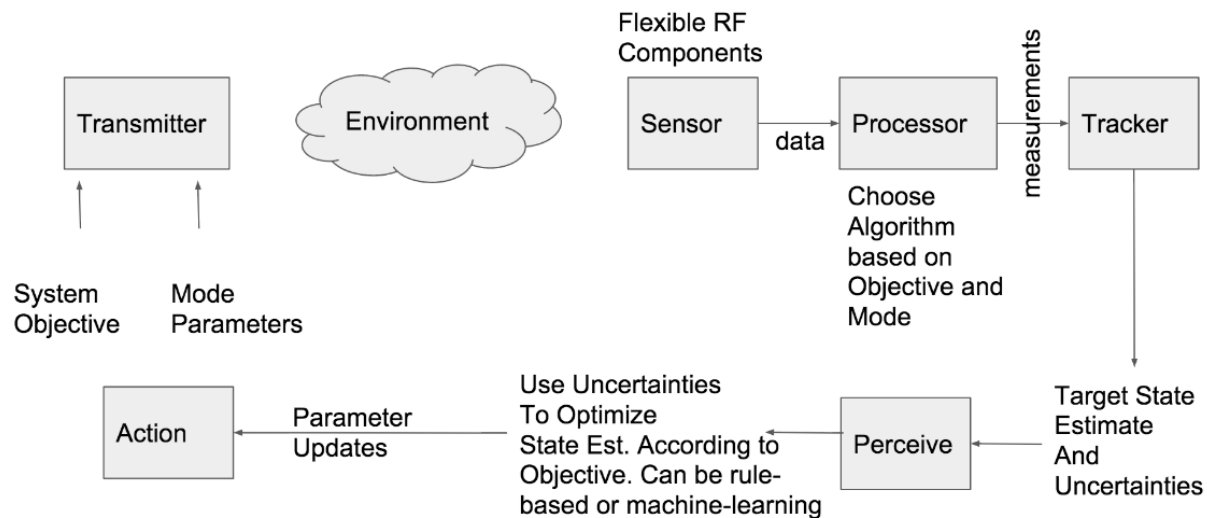 Flexible RF
Components
Transmitter
Environment
Sensor
data
Processor
measurements
Tracker
Choose
Algorithm
based on
Objective and
Mode
System
Objective
Mode
Parameters
Action
Parameter
Updates
Use Uncertainties
To Optimize
State Est. According to
Objective. Can be rule-
based or machine-learning
Perceive
Target State
Estimate
And
Uncertainties